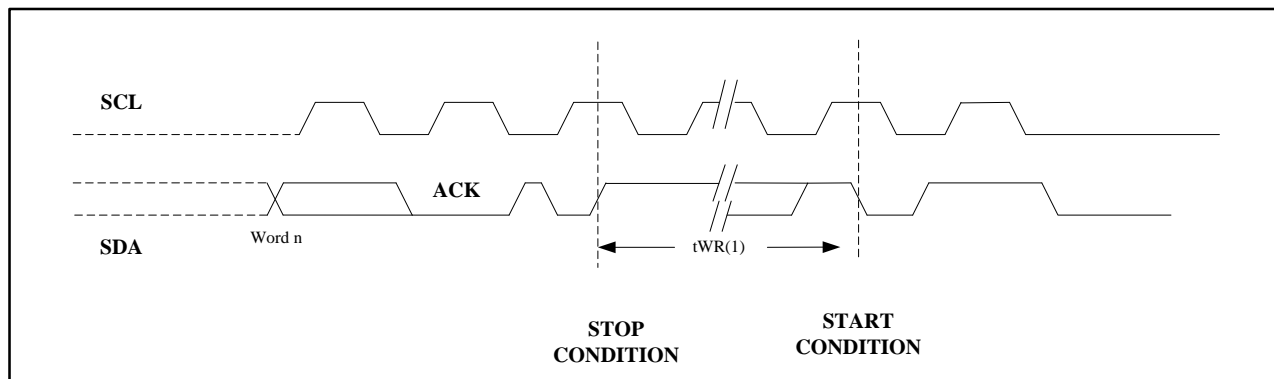 SCL
ACK
SDA
Word n
tWR(1)
STOP
CONDITION
START
CONDITION